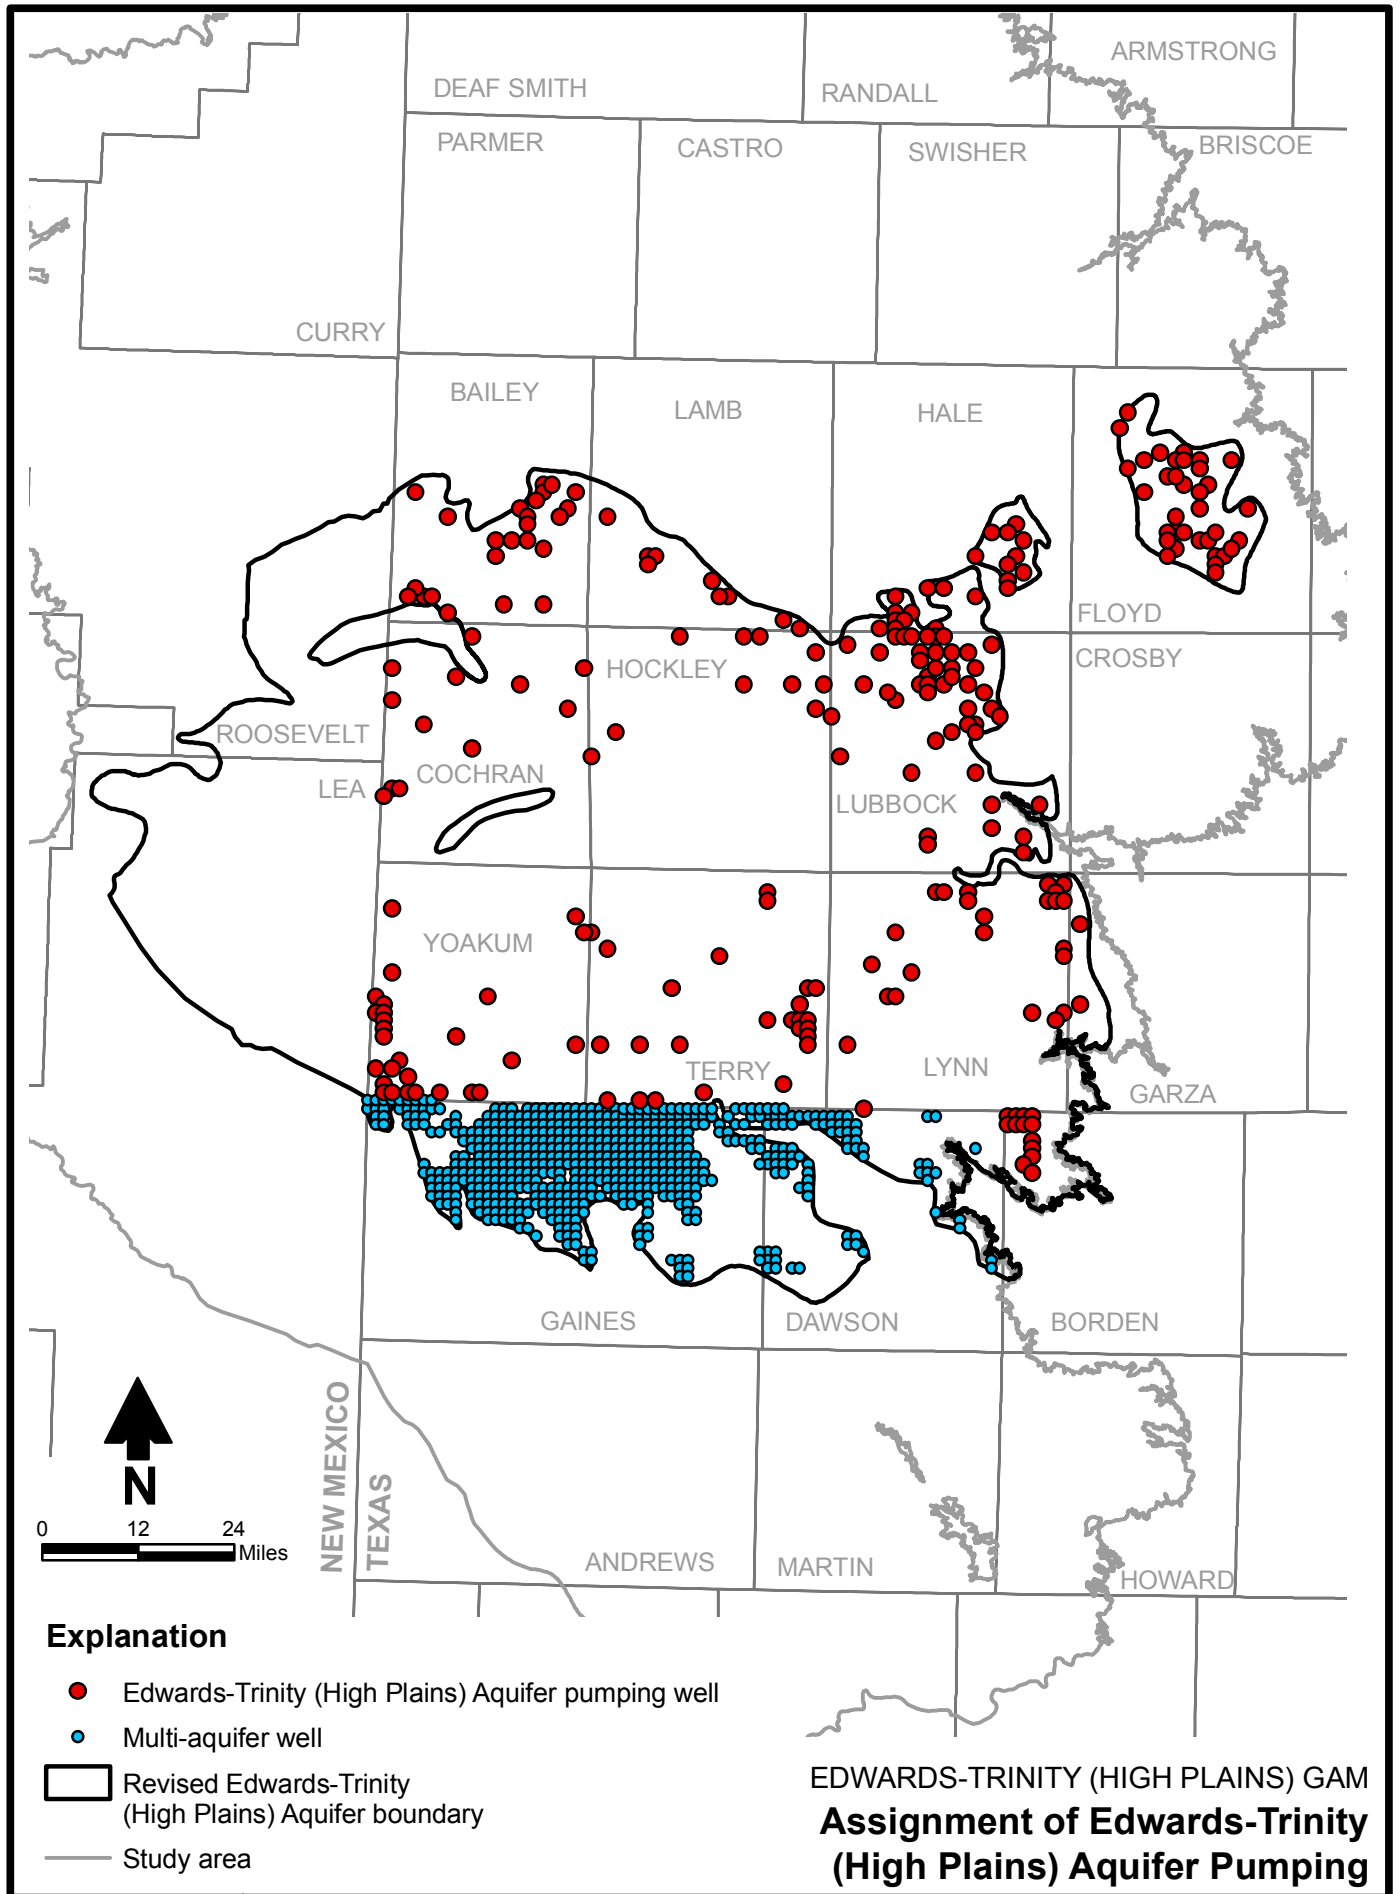 ARMSTRONG
DEAF SMITH
RANDALL
PARMER
CASTRO
SWISHER
BRISCOE
CURRY
BAILEY
LAMB
HALE
FLOYD
HOCKLEY
CROSBY
ROOSEVELT
LEA
COCHRAN
LUBBOCK
YOAKUM
TERRY
LYNN
GARZA
GAINES
DAWSON
BORDEN
NEW MEXICO
TEXAS
N
0 12 24
Miles
ANDREWS
MARTIN
HOWARD
Explanation
Edwards-Trinity (High Plains) Aquifer pumping well
Multi-aquifer well
Revised Edwards-Trinity
(High Plains) Aquifer boundary
Study area
EDWARDS-TRINITY (HIGH PLAINS) GAM
Assignment of Edwards-Trinity
(High Plains) Aquifer Pumping